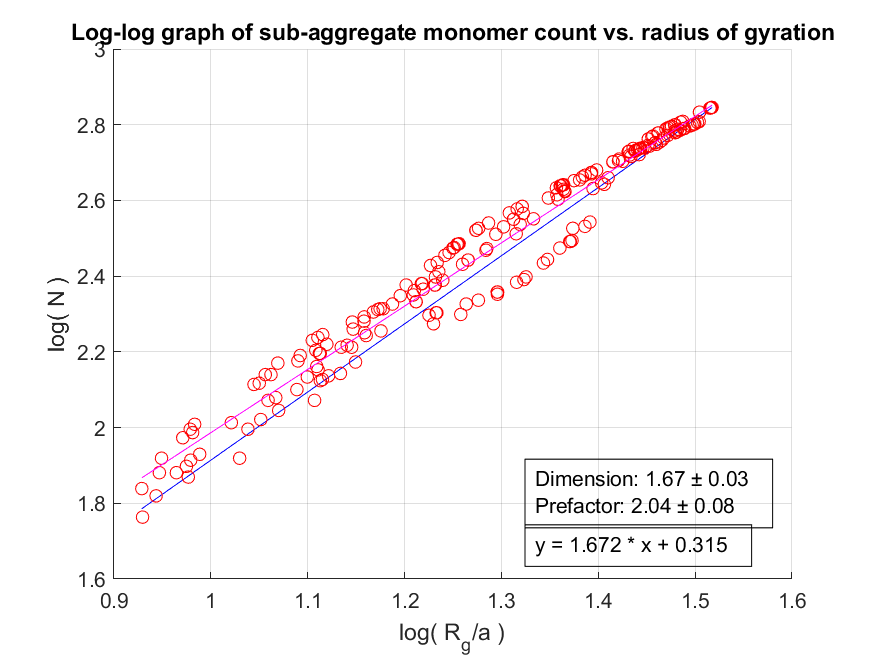 Log-log graph of sub-aggregate monomer count vs. radius of gyration
3
2.8
2.6
2.4
2.2
2
1.8
1.6
log( N )
Dimension: 1.67 ± 0.03
Prefactor: 2.04 ± 0.08
y = 1.672 * x + 0.315
0.9 1 1.1 1.2 1.3 1.4 1.5 1.6
log( R_g/a )